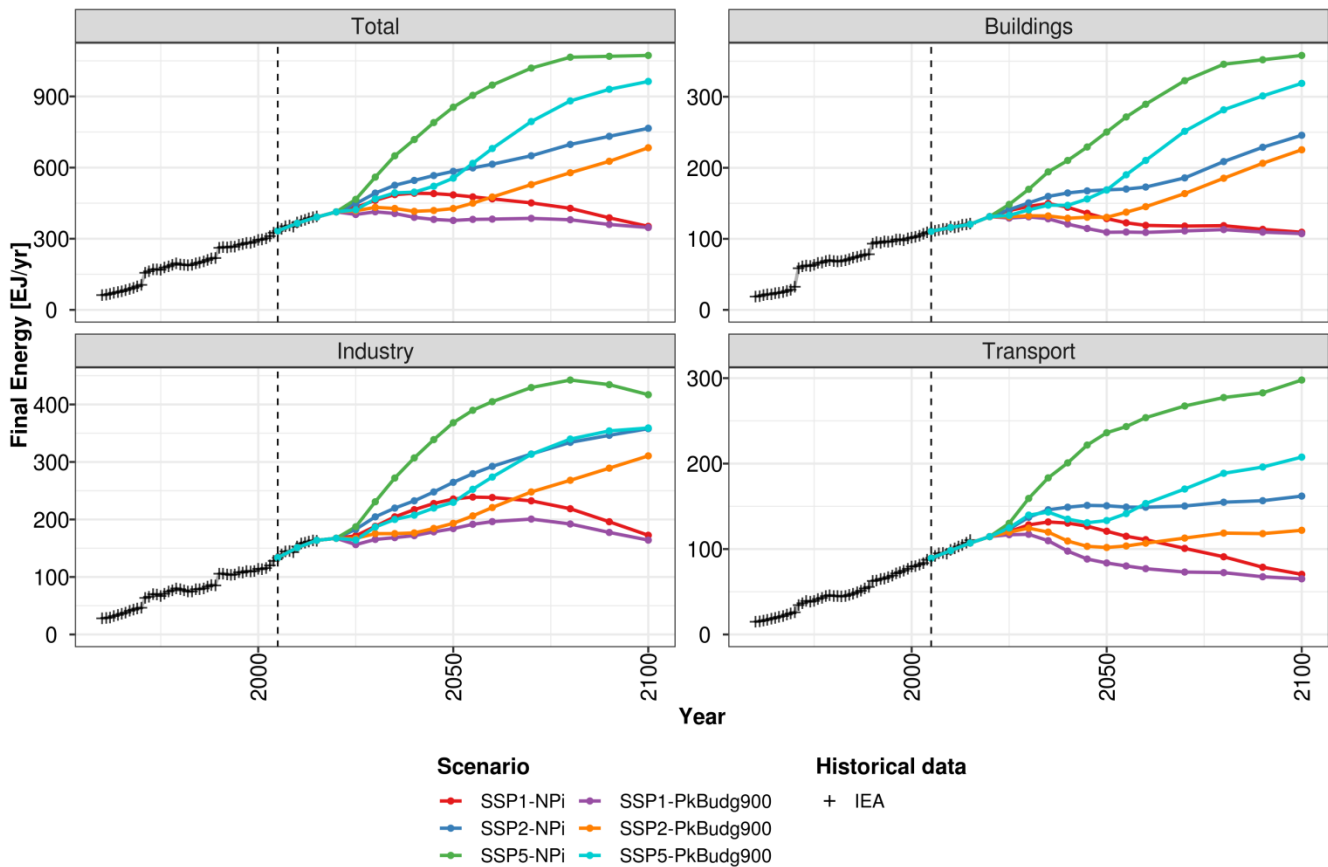 Total
Buildings
900
600
300
0
300
200
100
0
Industry
Transport
400
300
200
100
0
300
200
100
0
Final Energy [EJ/yr]
2000
2050
2100
2000
2050
2100
Year
Scenario
Historical data
SSP1-NPi
SSP1-PkBudg900
IEA
SSP2-NPi
SSP2-PkBudg900
SSP5-NPi
SSP5-PkBudg900